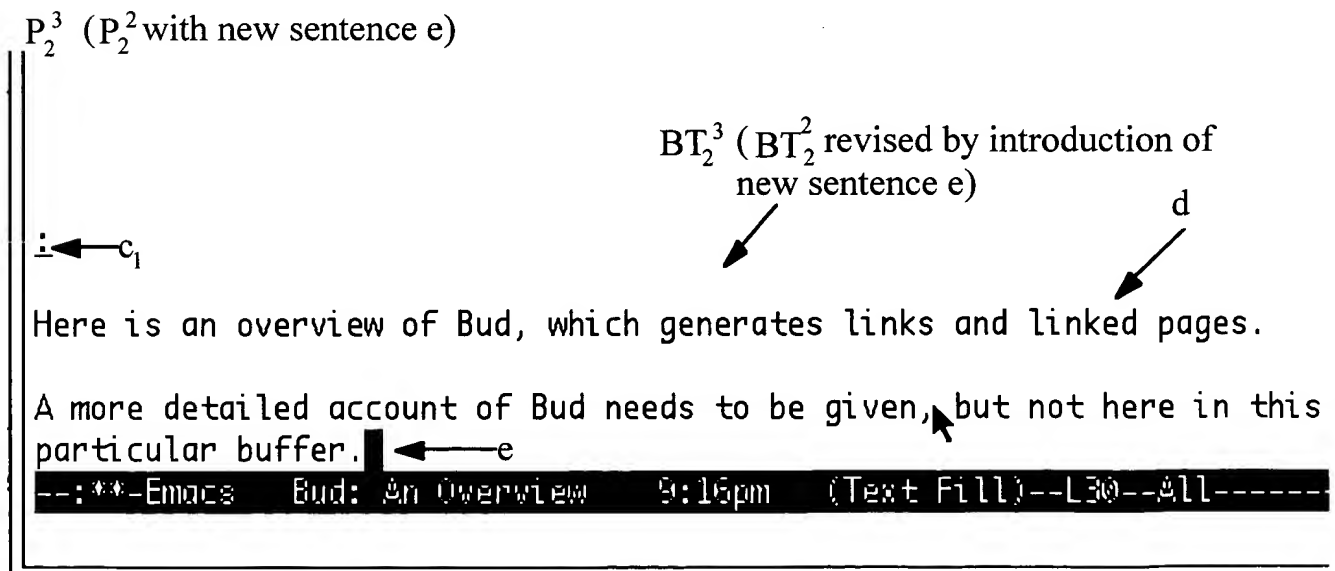 P₂³ (P₂² with new sentence e)
BT₂³ (BT₂² revised by introduction of
new sentence e)
d
:
c₁
Here is an overview of Bud, which generates links and linked pages.
A more detailed account of Bud needs to be given, but not here in this
particular buffer.
e
--:**-Emacs Bud: An Overview 9:16pm (Text Fill)--L30--All-------